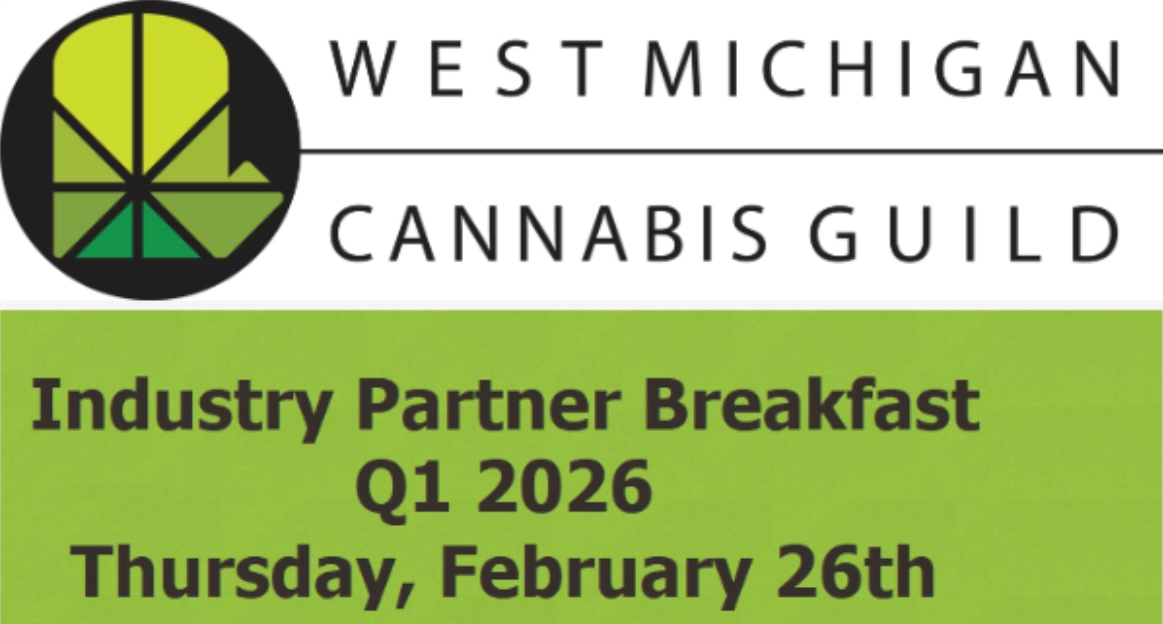 WEST MICHIGAN
CANNABIS GUILD
Industry Partner Breakfast
Q1 2026
Thursday, February 26th